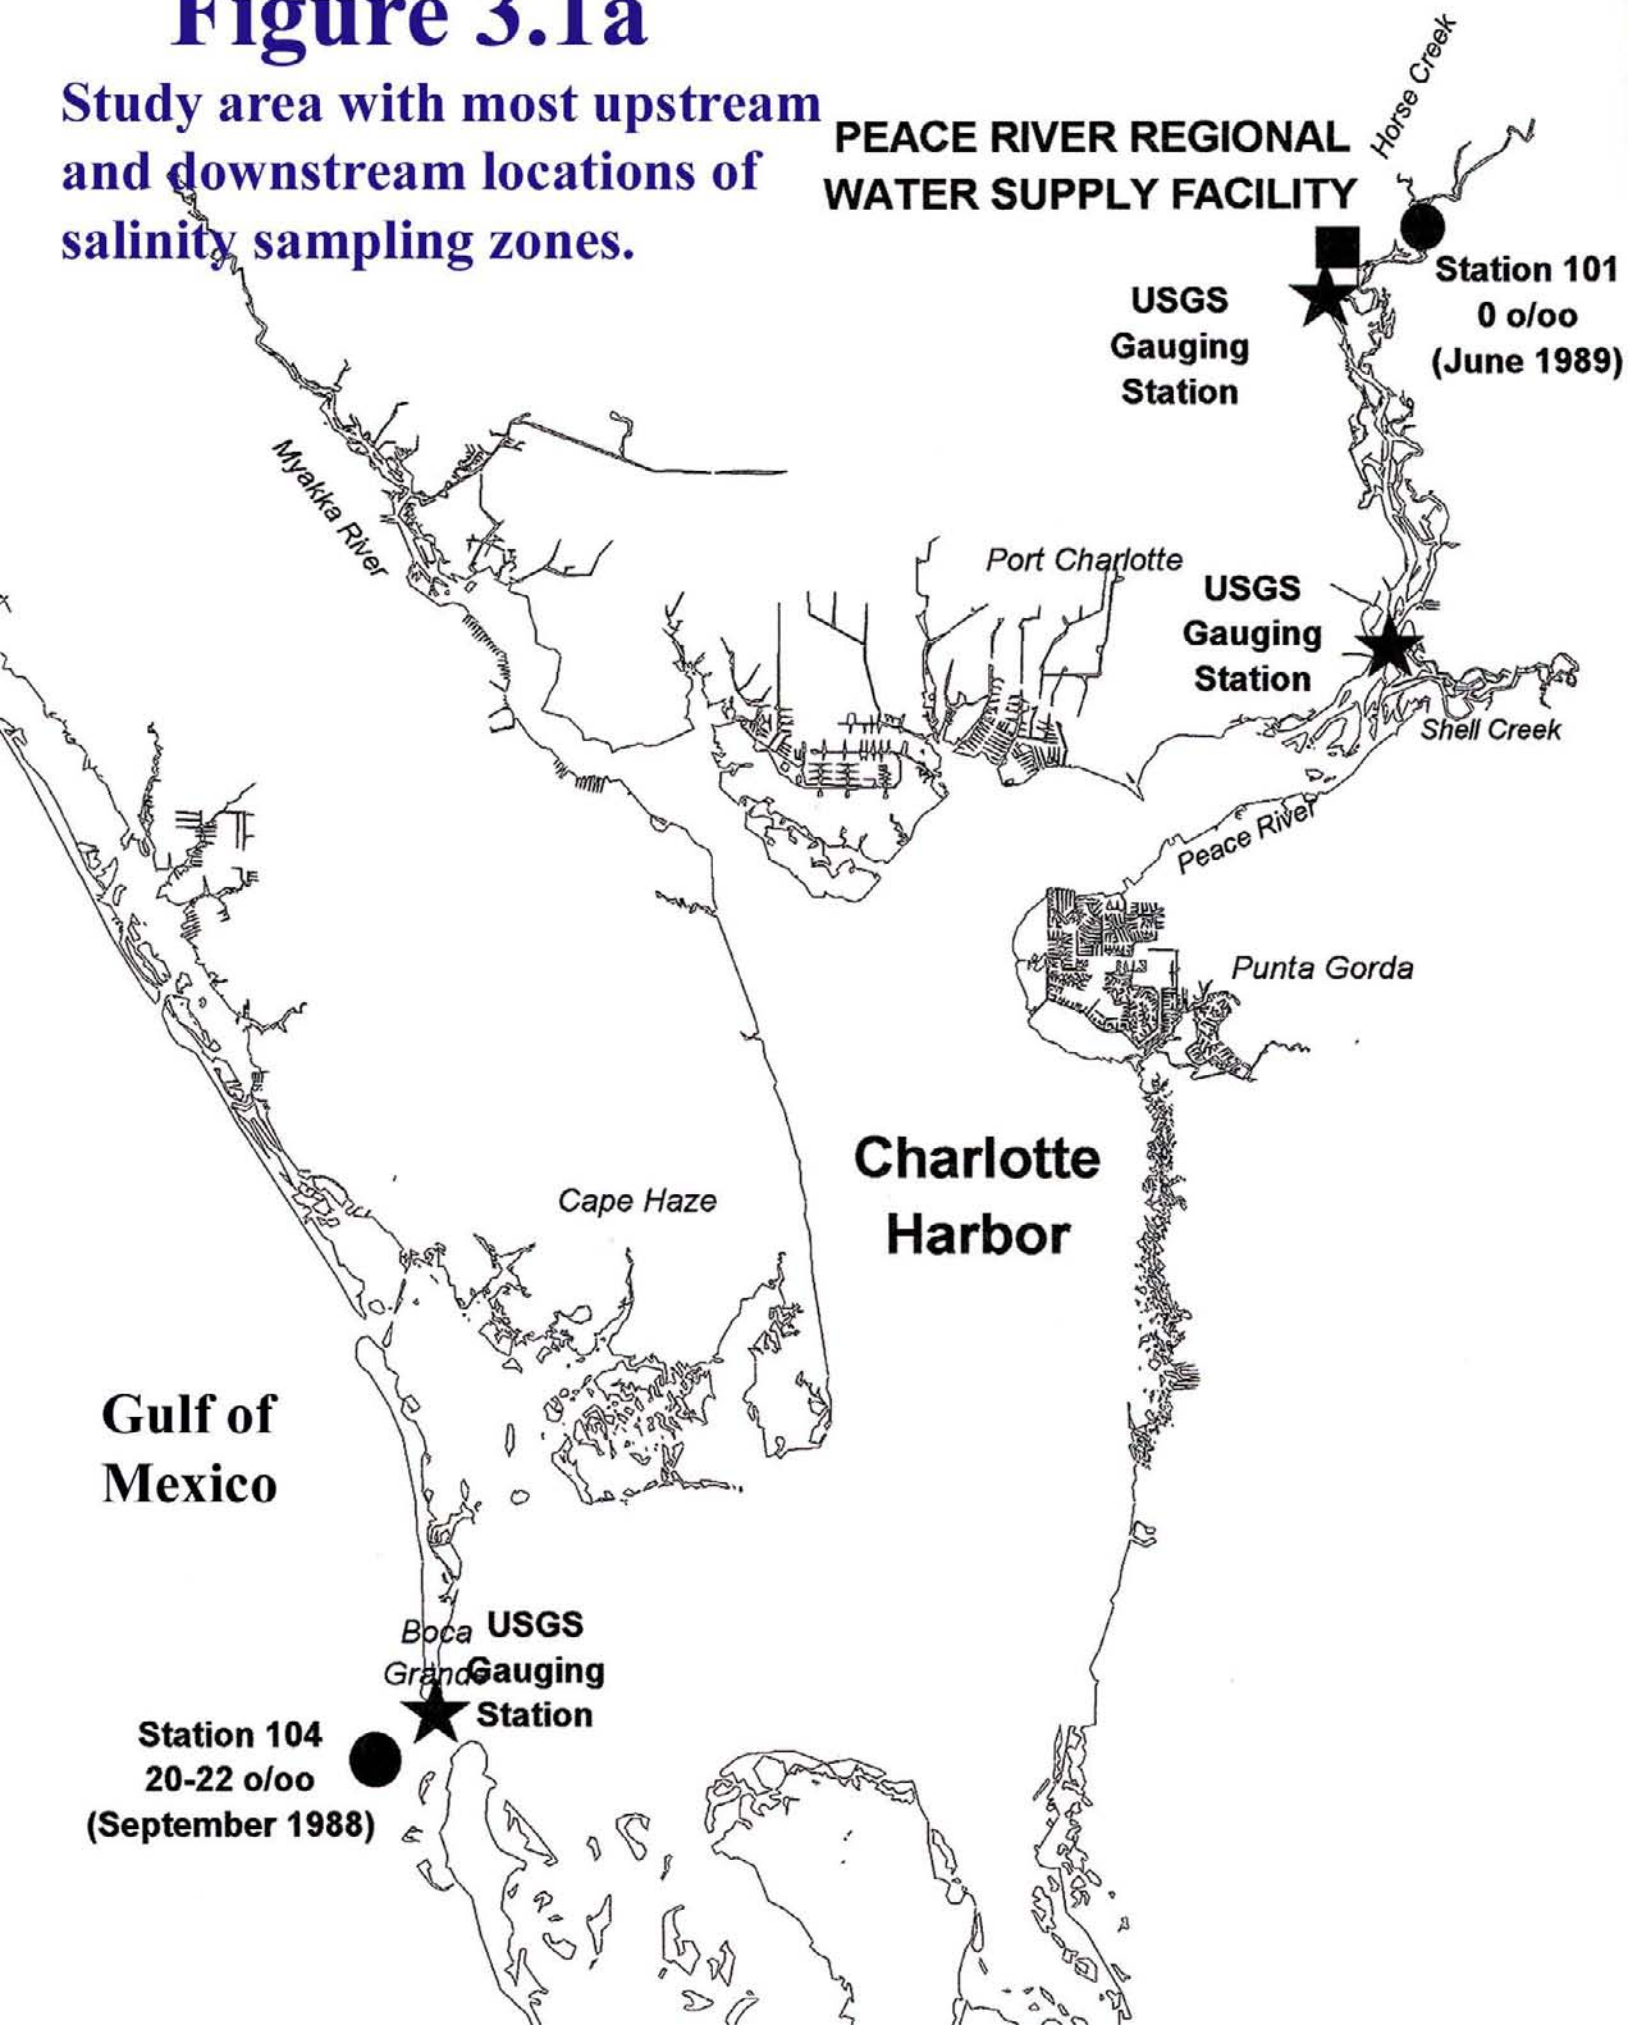 Figure 3.1a
Study area with most upstream
and downstream locations of
salinity sampling zones.
PEACE RIVER REGIONAL
WATER SUPPLY FACILITY
Horse Creek
Station 101
0 o/oo
(June 1989)
USGS
Gauging
Station
Myakka River
Port Charlotte
USGS
Gauging
Station
Shell Creek
Peace River
Punta Gorda
Charlotte
Harbor
Cape Haze
Gulf of
Mexico
Boca
Grande
USGS
Gauging
Station
Station 104
20-22 o/oo
(September 1988)